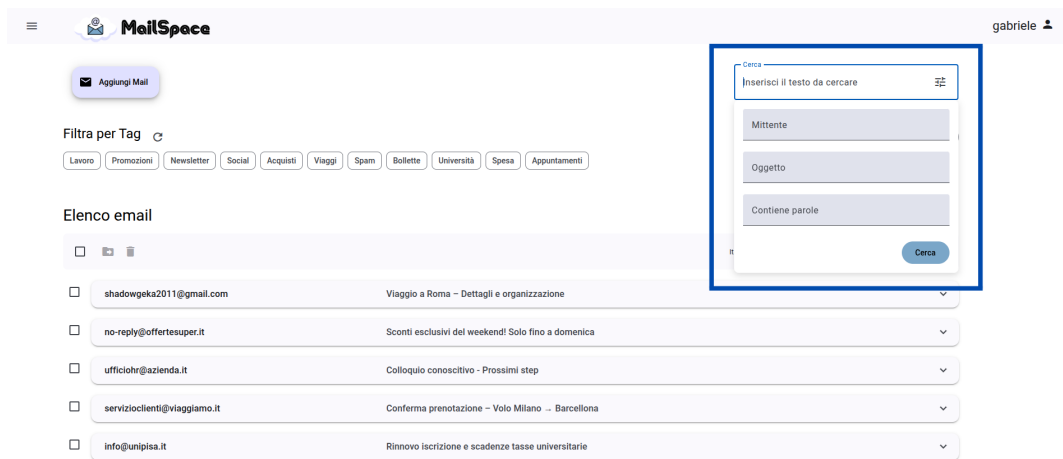 MailSpace
gabriele
Aggiungi Mail
Cerca
Inserisci il testo da cercare
Mittente
Oggetto
Contiene parole
Cerca
Filtra per Tag
Lavoro Promozioni Newsletter Social Acquisti Viaggi Spam Bollette Università Spesa Appuntamenti
Elenco email
It
shadowgeka2011@gmail.com Viaggio a Roma – Dettagli e organizzazione
no-reply@offertesuper.it Sconti esclusivi del weekend! Solo fino a domenica
ufficiohr@azienda.it Colloquio conoscitivo - Prossimi step
servizioclienti@viaggiamo.it Conferma prenotazione – Volo Milano → Barcellona
info@unipisa.it Rinnovo iscrizione e scadenze tasse universitarie